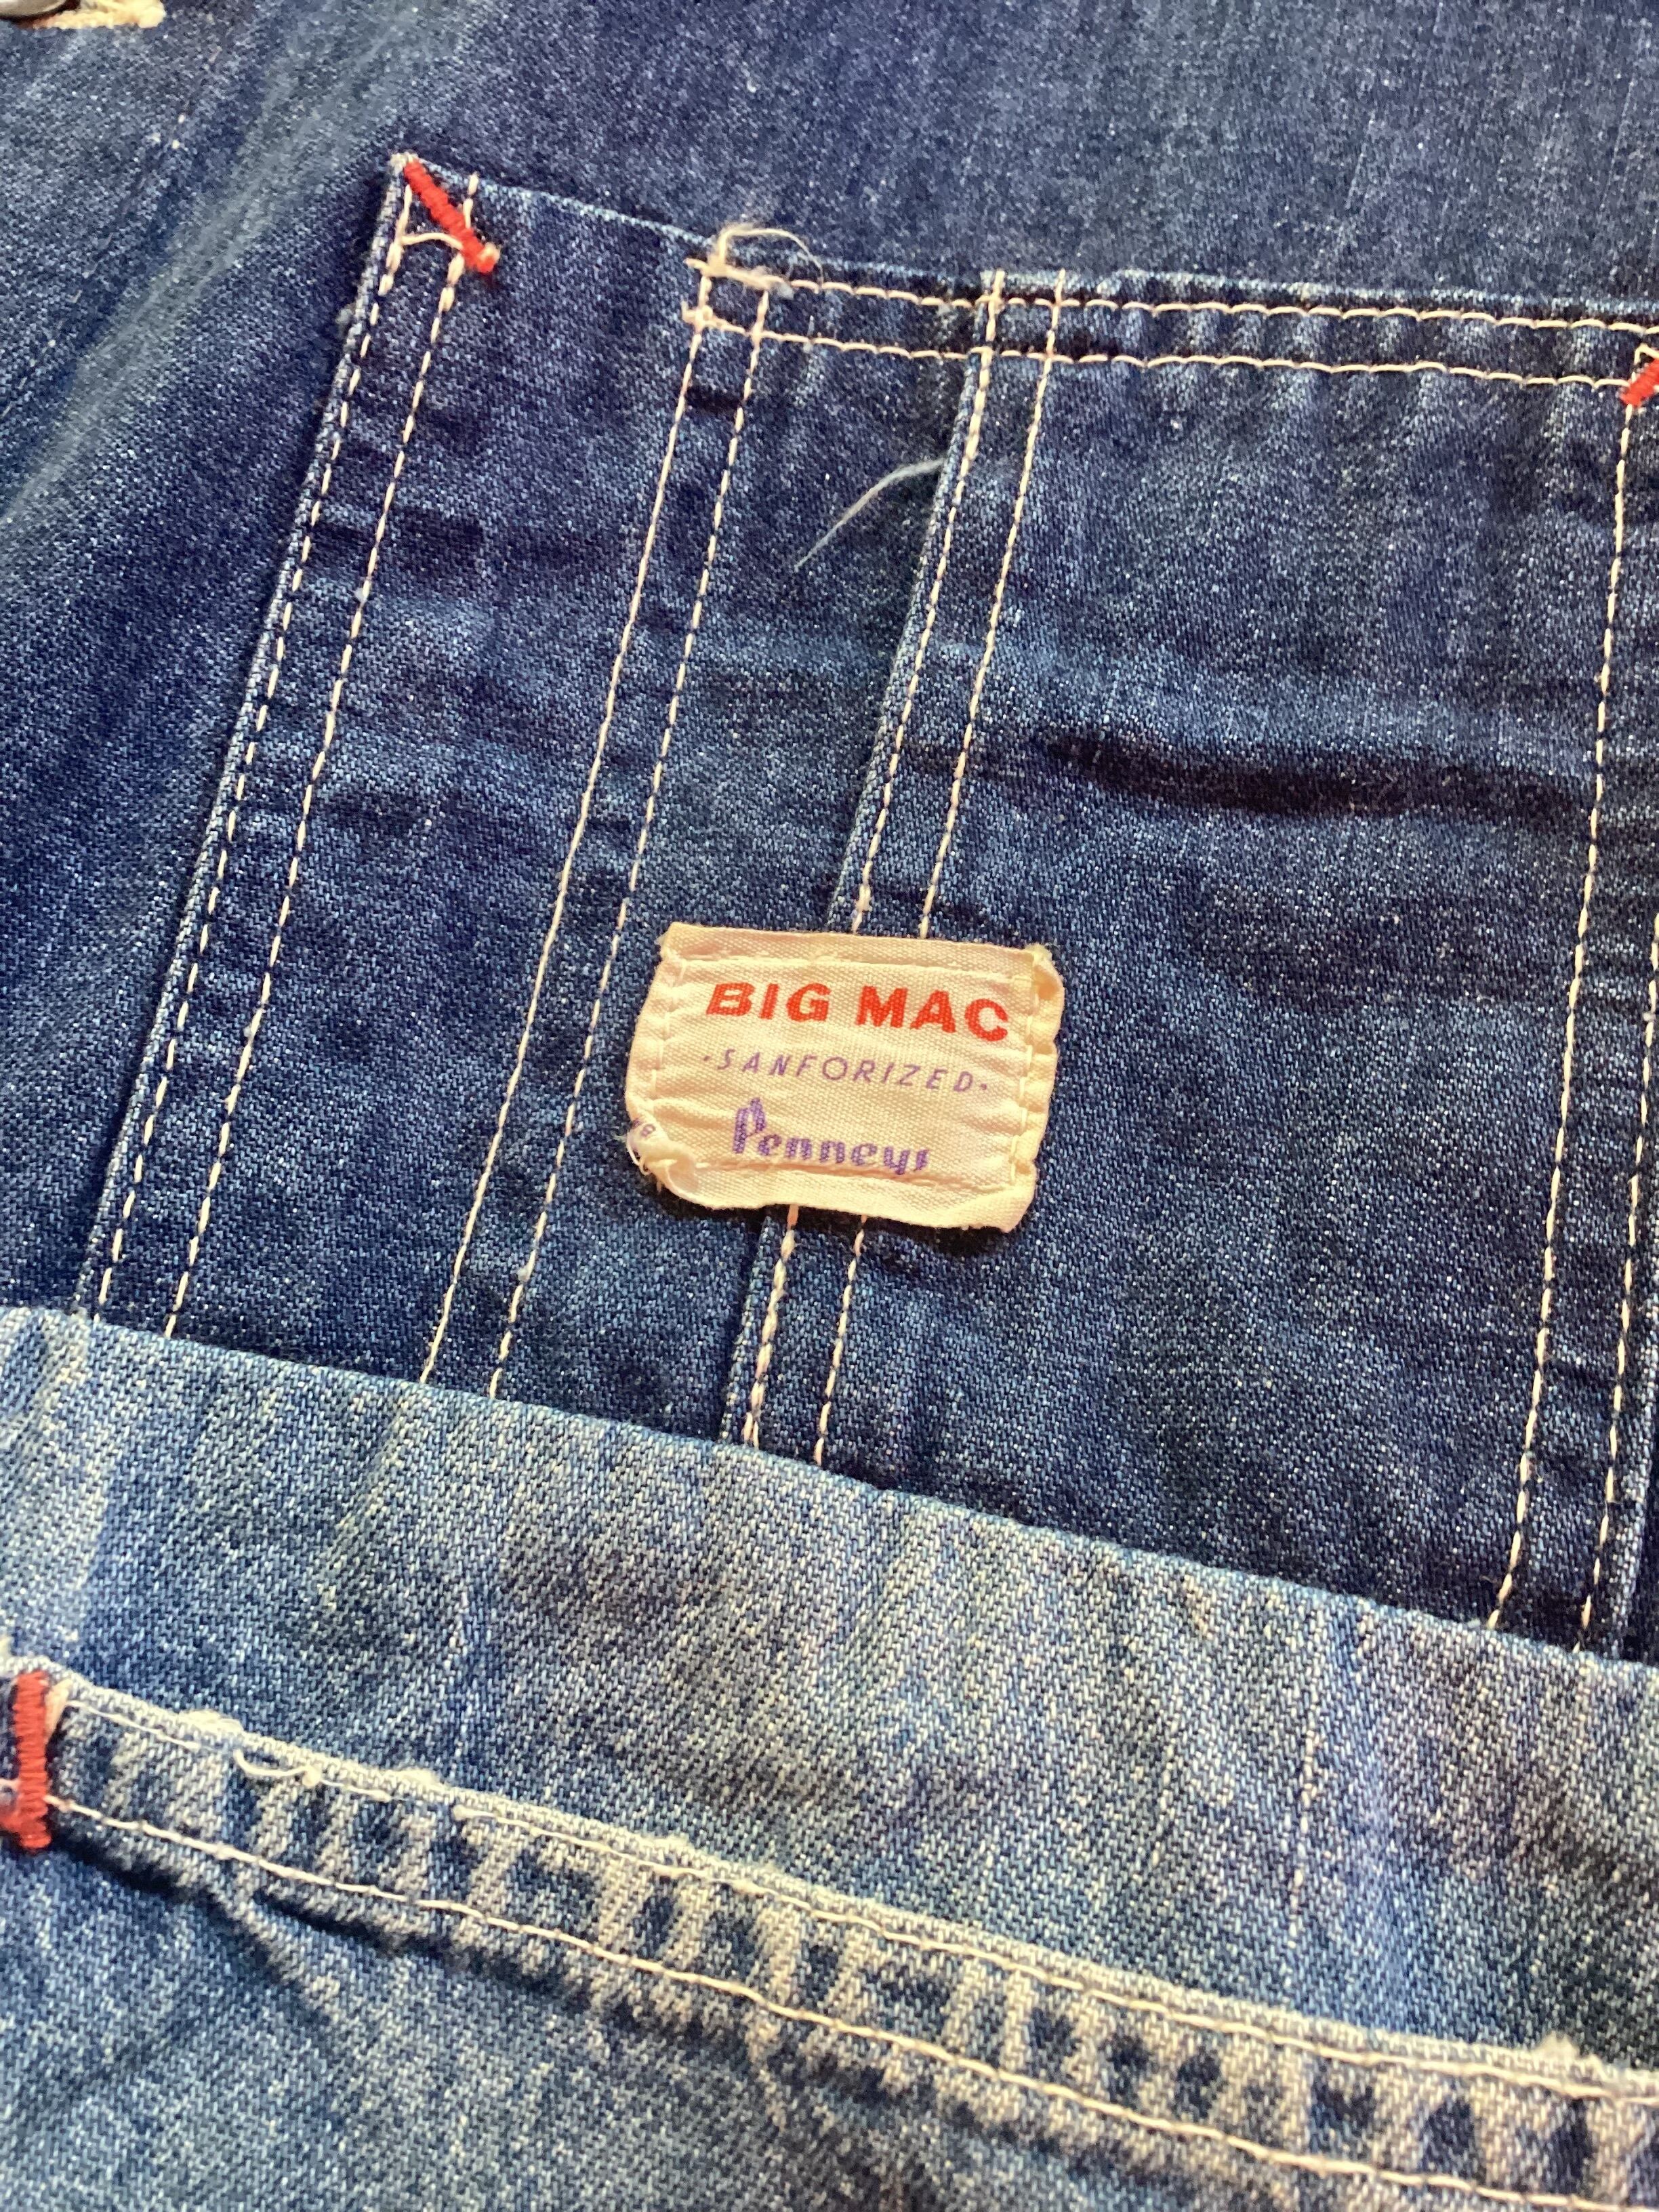 BIG MAC
·SANFORIZED·
Penneys